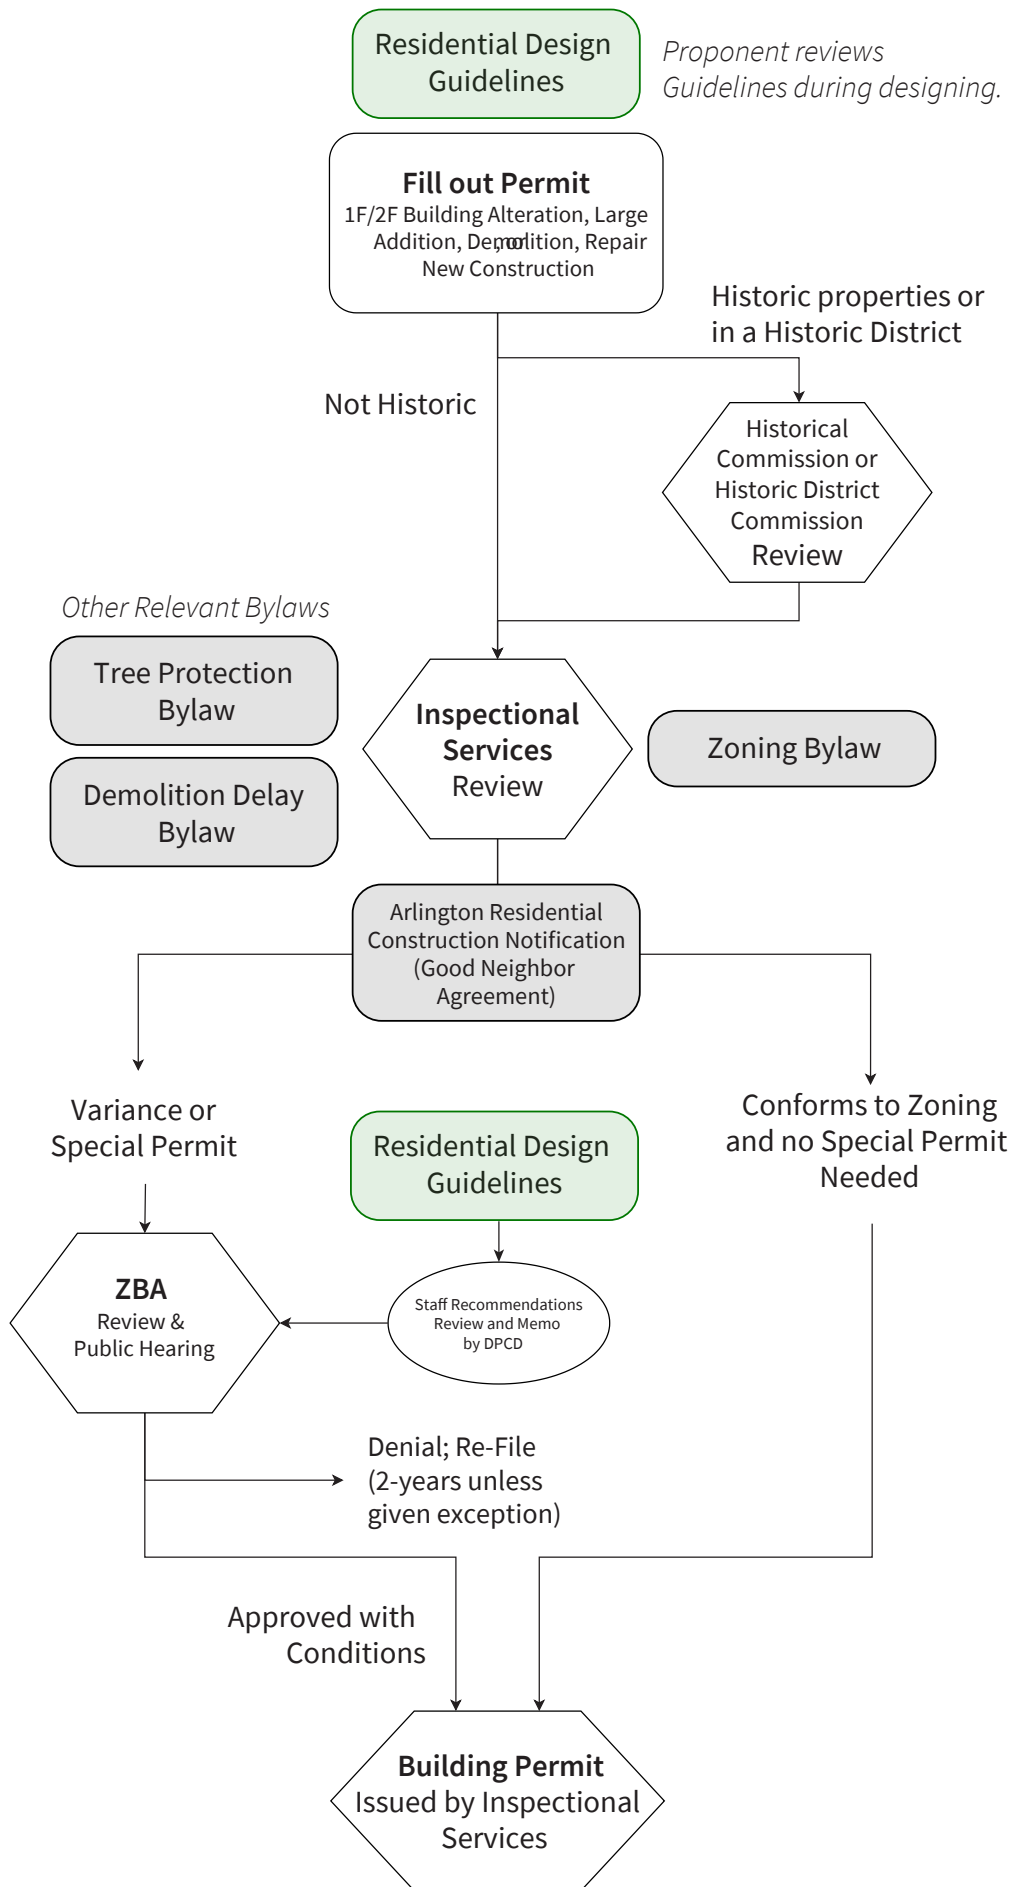 Residential Design
Guidelines
Proponent reviews
Guidelines during designing.
Fill out Permit
1F/2F Building Alteration, Large
Addition, Demolition, Repair
, or
New Construction
Historic properties or
in a Historic District
Not Historic
Historical
Commission or
Historic District
Commission
Review
Other Relevant Bylaws
Tree Protection
Bylaw
Demolition Delay
Bylaw
Inspectional
Services
Review
Zoning Bylaw
Arlington Residential
Construction Notification
(Good Neighbor
Agreement)
Variance or
Special Permit
Residential Design
Guidelines
Conforms to Zoning
and no Special Permit
Needed
ZBA
Review &
Public Hearing
Staff Recommendations
Review and Memo
by DPCD
Denial; Re-File
(2-years unless
given exception)
Approved with
Conditions
Building Permit
Issued by Inspectional
Services